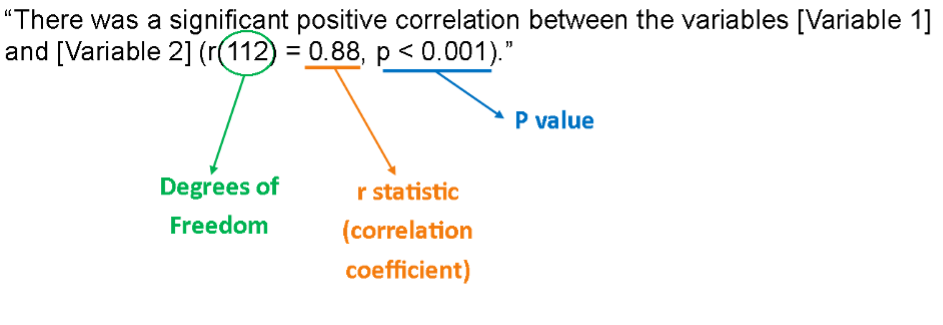 “There was a significant positive correlation between the variables [Variable 1]
and [Variable 2] (r(112) = 0.88, p < 0.001).”
P value
Degrees of
Freedom
r statistic
(correlation
coefficient)